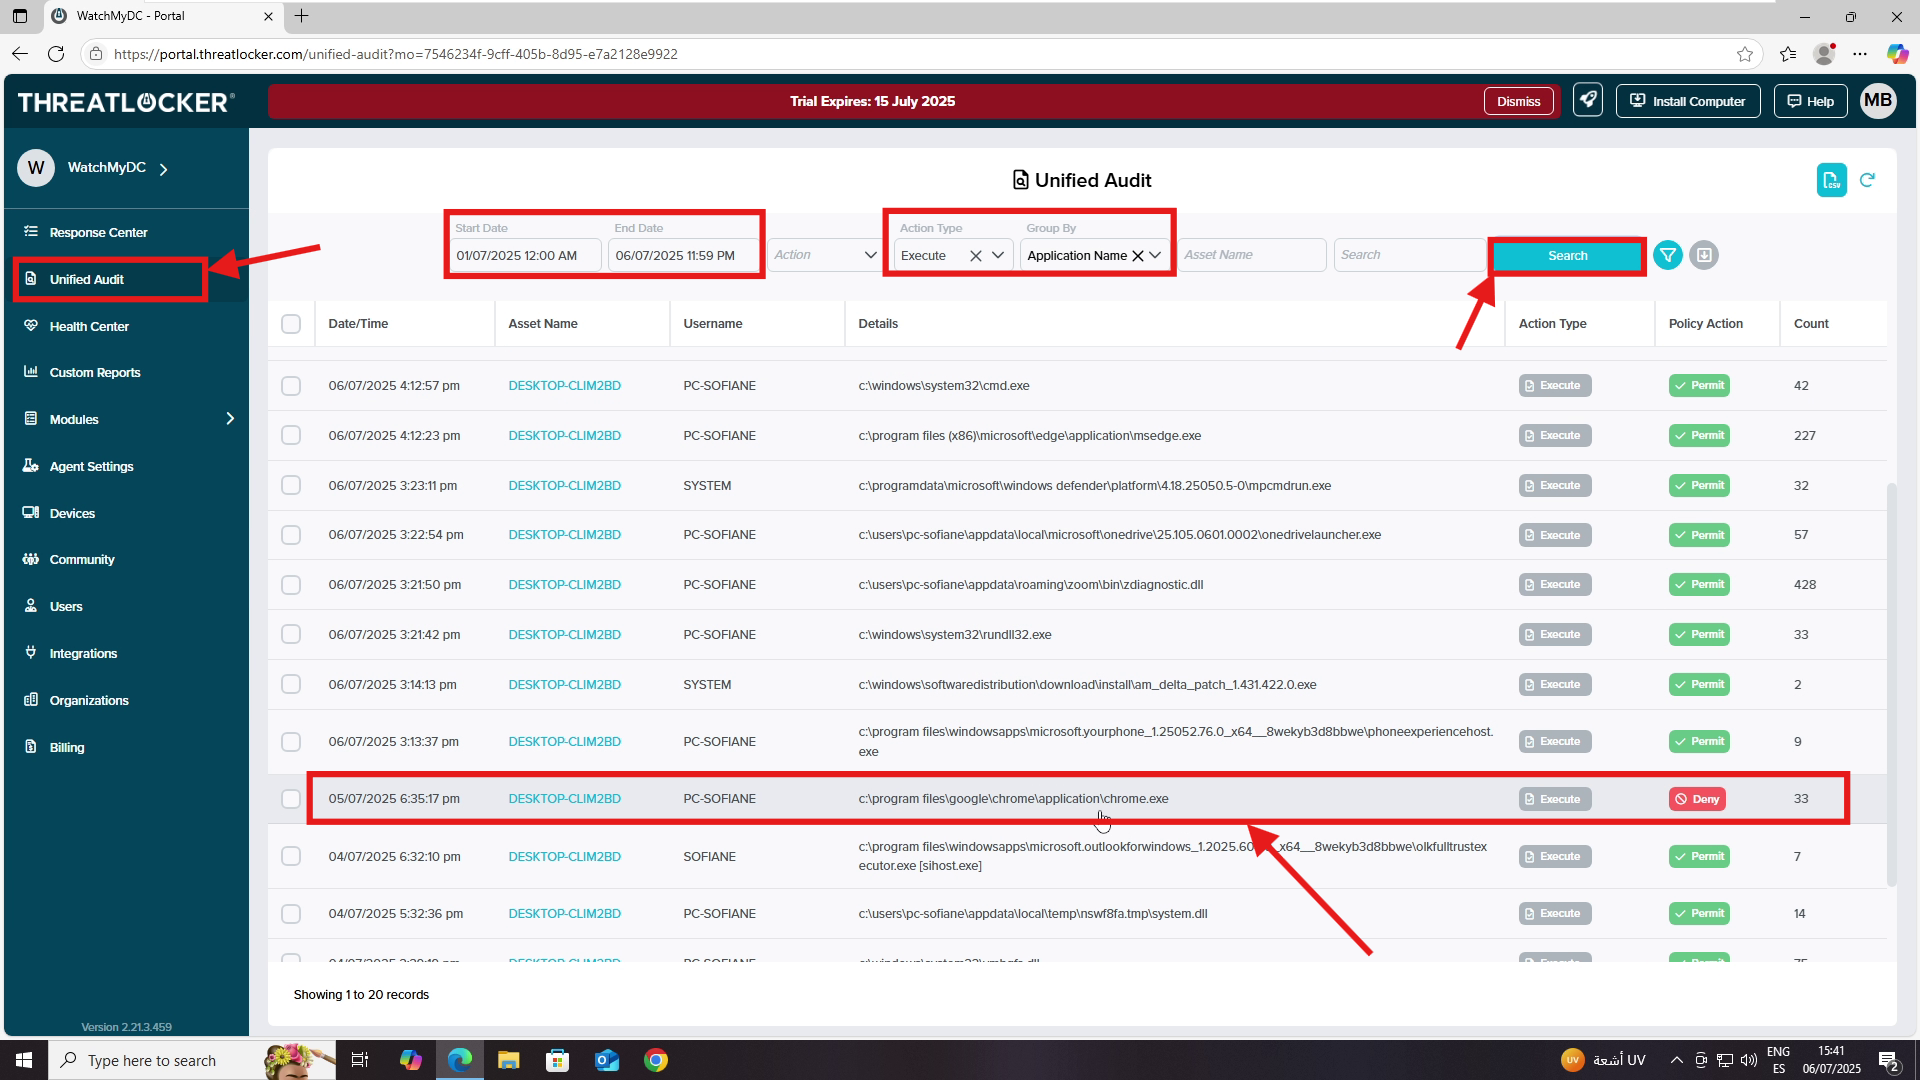 WatchMyDC - Portal
https://portal.threatlocker.com/unified-audit?mo=7546234f-9cff-405b-8d95-e7a2128e9922
THREATLOCKER®
Trial Expires: 15 July 2025
Dismiss
Install Computer
Help
MB
W
WatchMyDC
Response Center
Unified Audit
Health Center
Custom Reports
Modules
Agent Settings
Devices
Community
Users
Integrations
Organizations
Billing
Version 2.21.3.459
Unified Audit
CSV
Start Date End Date Action Type Group By
01/07/2025 12:00 AM 06/07/2025 11:59 PM Action Execute Application Name Asset Name Search Search
Date/Time Asset Name Username Details Action Type Policy Action Count
06/07/2025 4:12:57 pm DESKTOP-CLIM2BD PC-SOFIANE c:\windows\system32\cmd.exe Execute Permit 42
06/07/2025 4:12:23 pm DESKTOP-CLIM2BD PC-SOFIANE c:\program files (x86)\microsoft\edge\application\msedge.exe Execute Permit 227
06/07/2025 3:23:11 pm DESKTOP-CLIM2BD SYSTEM c:\programdata\microsoft\windows defender\platform\4.18.25050.5-0\mpcmdrun.exe Execute Permit 32
06/07/2025 3:22:54 pm DESKTOP-CLIM2BD PC-SOFIANE c:\users\pc-sofiane\appdata\local\microsoft\onedrive\25.105.0601.0002\onedrivelauncher.exe Execute Permit 57
06/07/2025 3:21:50 pm DESKTOP-CLIM2BD PC-SOFIANE c:\users\pc-sofiane\appdata\roaming\zoom\bin\zdiagnostic.dll Execute Permit 428
06/07/2025 3:21:42 pm DESKTOP-CLIM2BD PC-SOFIANE c:\windows\system32\rundll32.exe Execute Permit 33
06/07/2025 3:14:13 pm DESKTOP-CLIM2BD SYSTEM c:\windows\softwaredistribution\download\install\am_delta_patch_1.431.422.0.exe Execute Permit 2
06/07/2025 3:13:37 pm DESKTOP-CLIM2BD PC-SOFIANE c:\program files\windowsapps\microsoft.yourphone_1.25052.76.0_x64__8wekyb3d8bbwe\phoneexperiencehost.
exe Execute Permit 9
05/07/2025 6:35:17 pm DESKTOP-CLIM2BD PC-SOFIANE c:\program files\google\chrome\application\chrome.exe Execute Deny 33
04/07/2025 6:32:10 pm DESKTOP-CLIM2BD SOFIANE c:\program files\windowsapps\microsoft.outlookforwindows_1.2025.60 _x64__8wekyb3d8bbwe\olkfulltrustex
ecutor.exe [sihost.exe] Execute Permit 7
04/07/2025 5:32:36 pm DESKTOP-CLIM2BD PC-SOFIANE c:\users\pc-sofiane\appdata\local\temp\nswf8fa.tmp\system.dll Execute Permit 14
Showing 1 to 20 records
Type here to search
UV أشعة UV
ENG
ES
15:41
06/07/2025
2